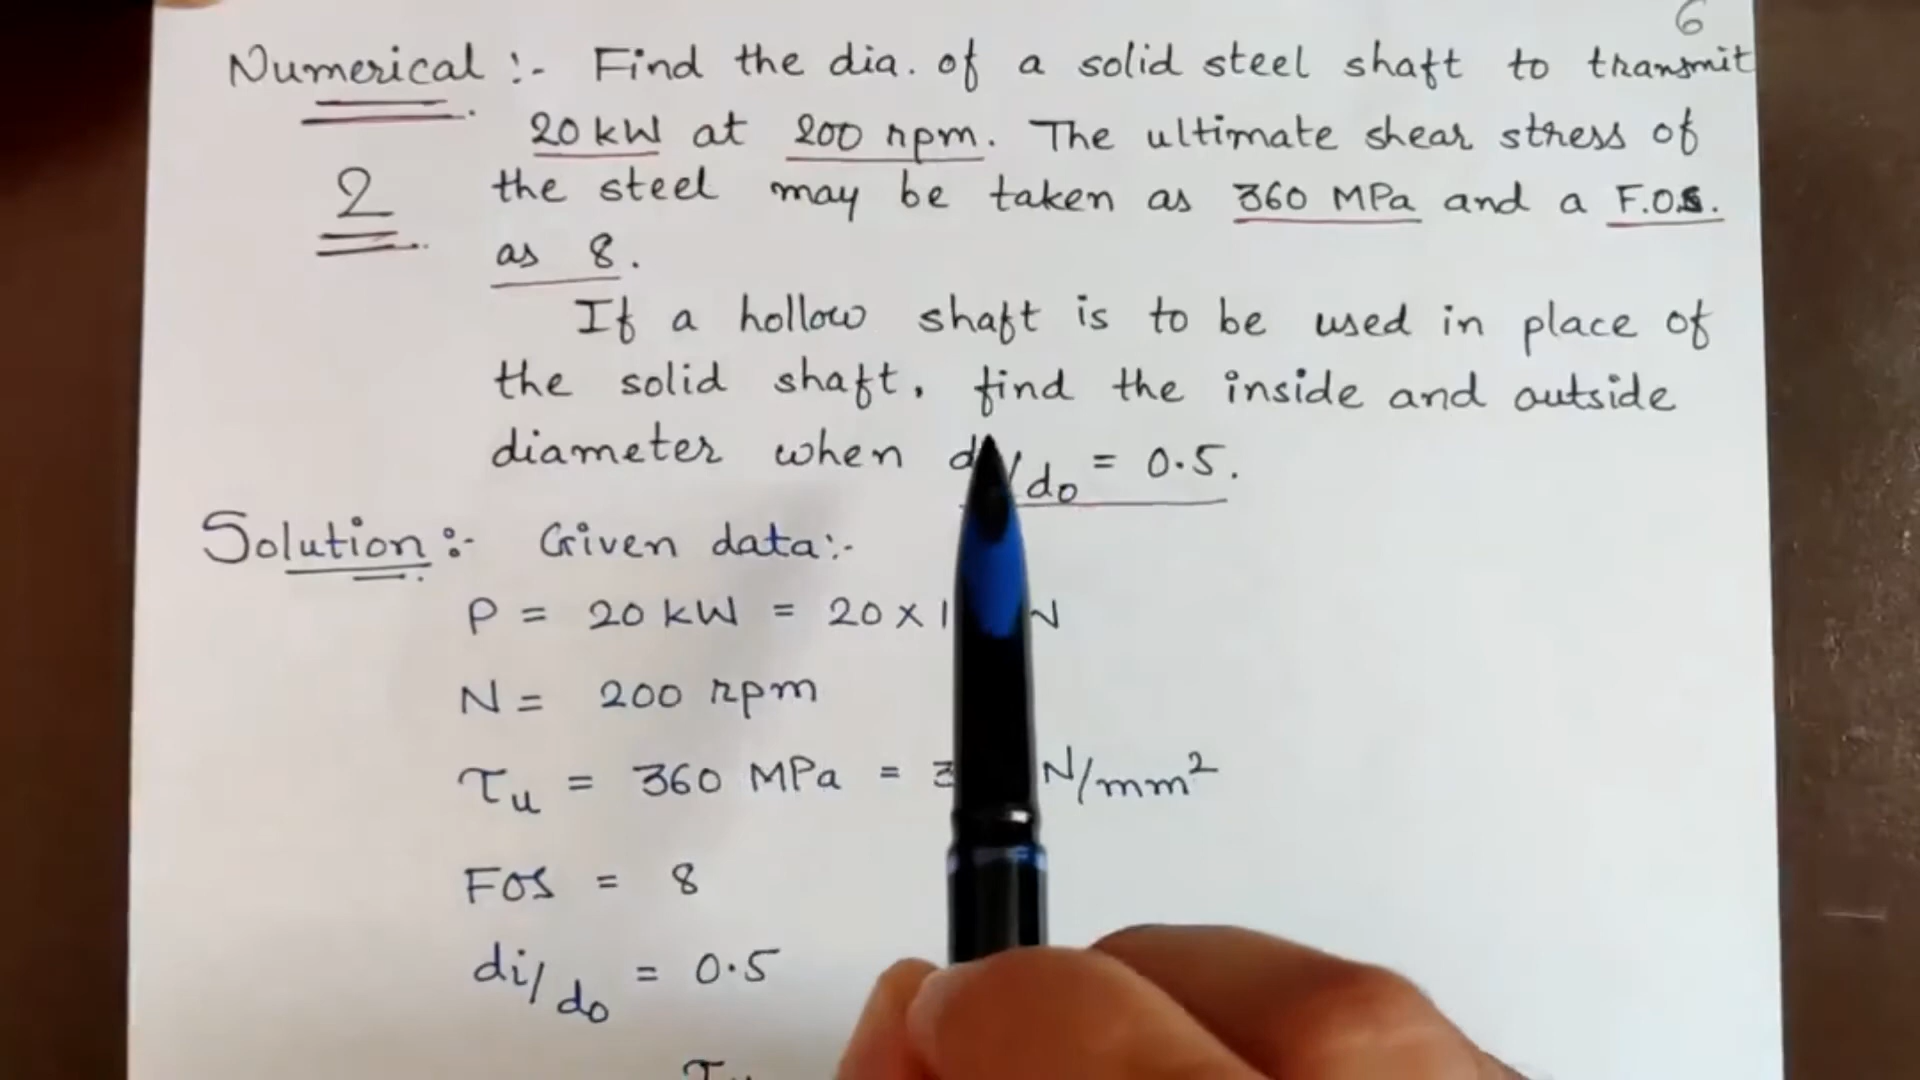 6
Numerical :- Find the dia. of a solid steel shaft to transmit
20 kW at 200 rpm. The ultimate shear stress of
2 the steel may be taken as 360 MPa and a F.O.S.
as 8.
If a hollow shaft is to be used in place of
the solid shaft, find the inside and outside
diameter when /do = 0.5.
Solution :- Given data:-
P = 20 kW = 20 x
N = 200 rpm
τu = 360 MPa = N/mm²
FOS = 8
di/do = 0.5